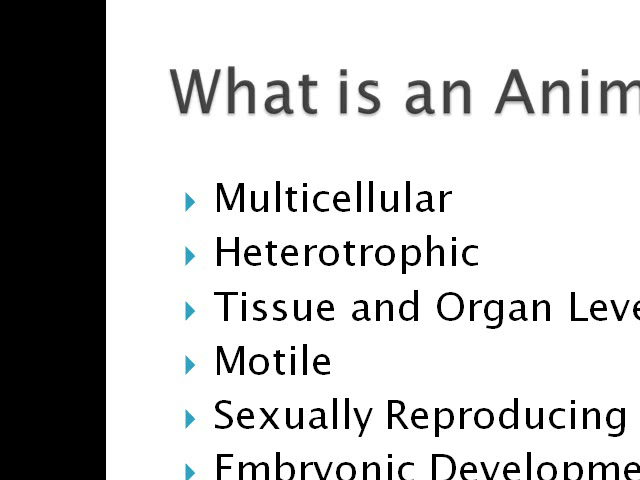 What is an Anim
Multicellular
Heterotrophic
Tissue and Organ Leve
Motile
Sexually Reproducing
Embryonic Developme